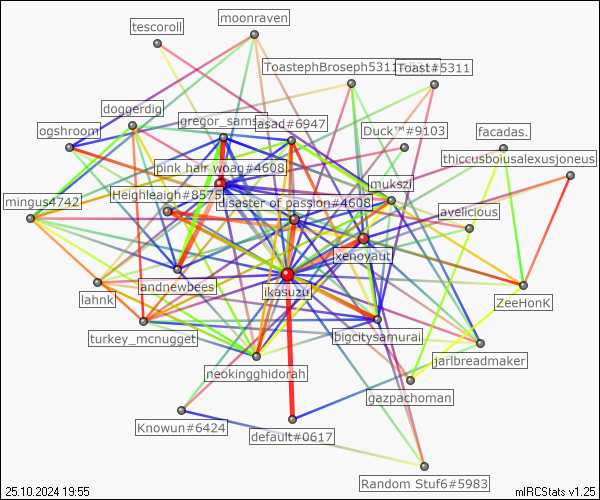 moonraven
tescoroll
ToastephBroseph5311
Toast#5311
doggerdig
gregor_sams
asad#6947
ogshroom
Duck™#9103
facadas.
thiccusboiusalexusjoneus
pink hair woag#4608
mukszi
Heighleaigh#8575
mingus4742
disaster of passion#4608
avelicious
xenoyaut
andnewbees
ikasuzu
lahnk
ZeeHonK
turkey_mcnugget
bigcitysamurai
jarlbreadmaker
neokingghidorah
gazpachoman
Knowun#6424
default#0617
Random Stuf6#5983
25.10.2024 19:55
mIRCStats v1.25